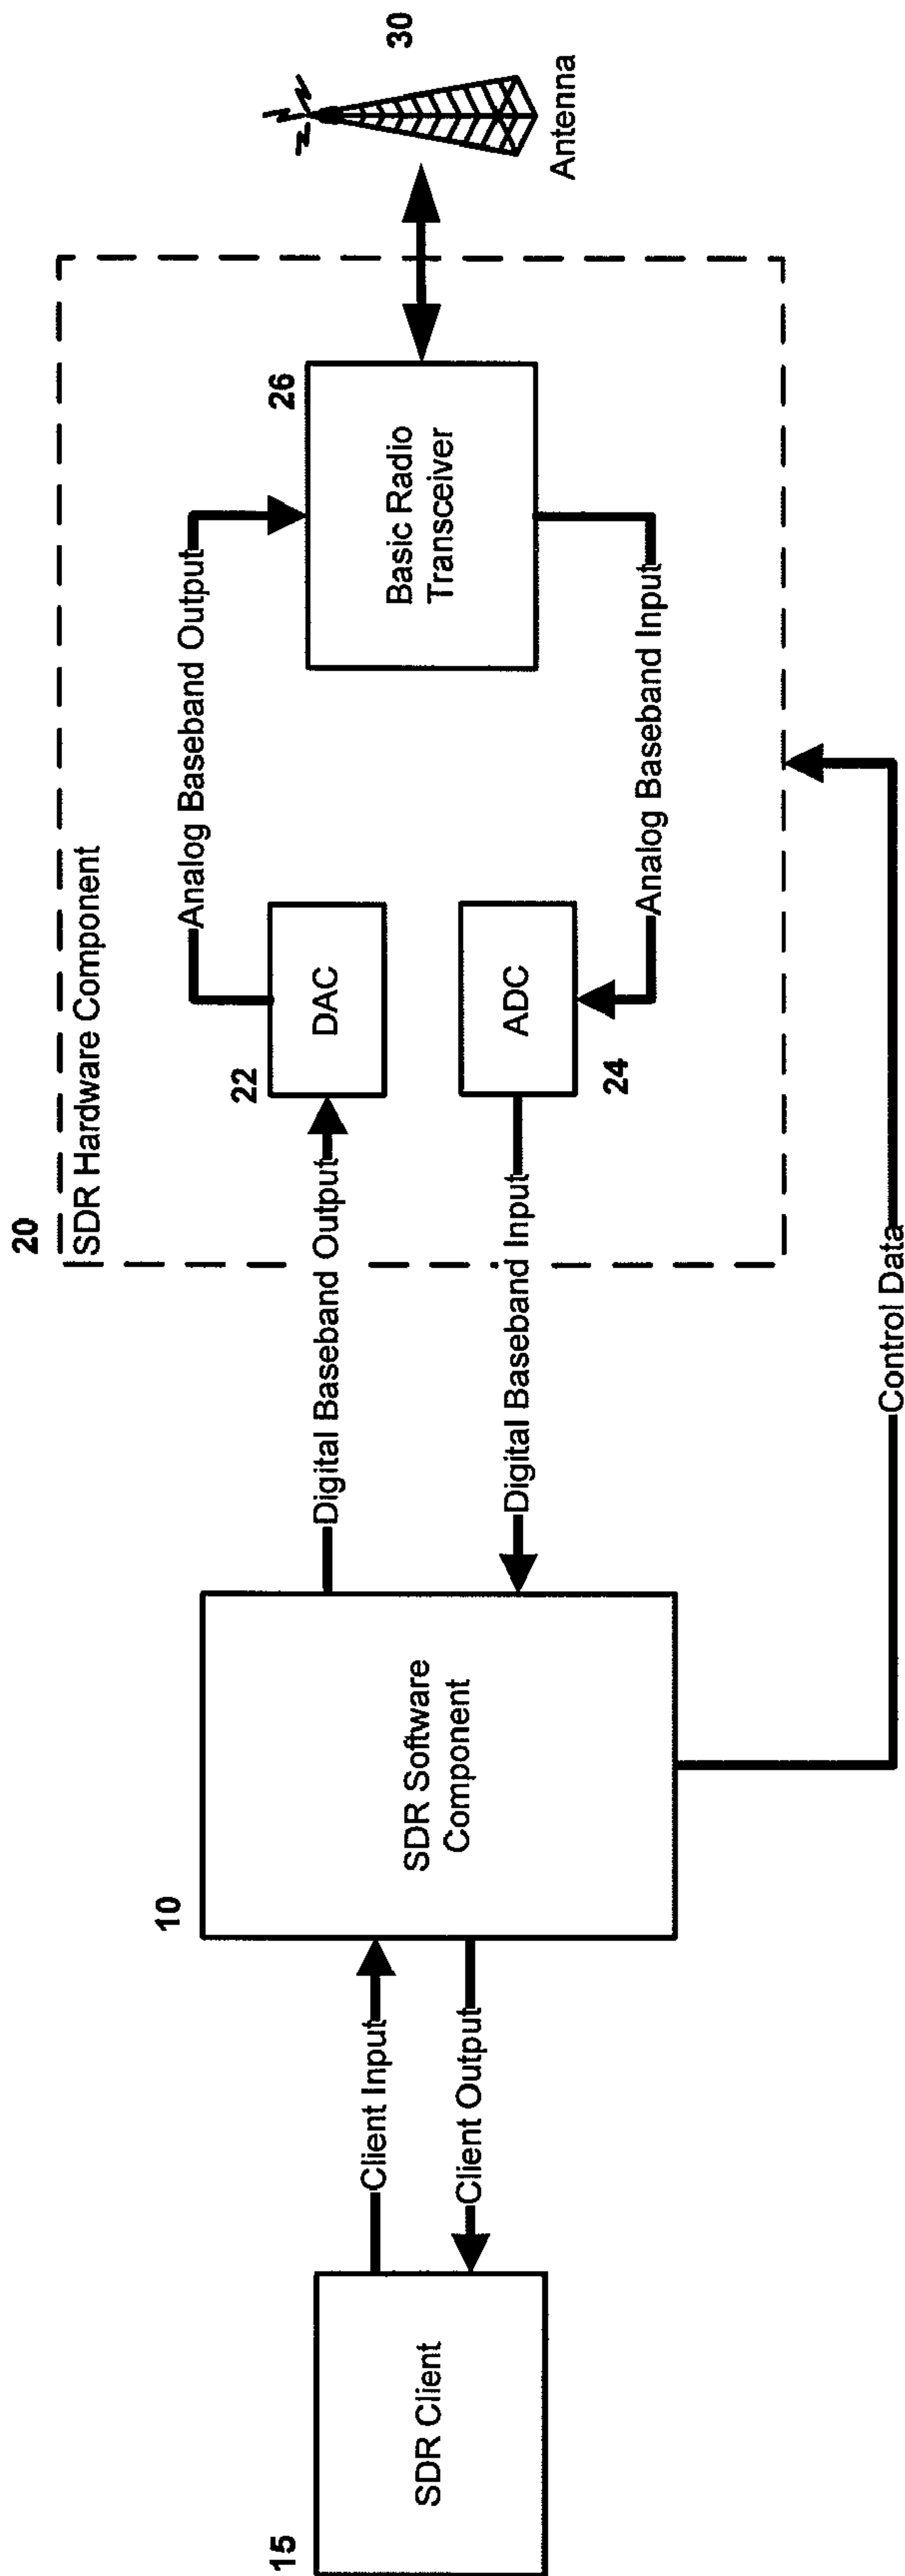 15
SDR Client
Client Input
Client Output
10
SDR Software
Component
Digital Baseband Output
Digital Baseband Input
Control Data
20
SDR Hardware Component
22
DAC
ADC
24
Analog Baseband Output
Analog Baseband Input
26
Basic Radio
Transceiver
30
Antenna